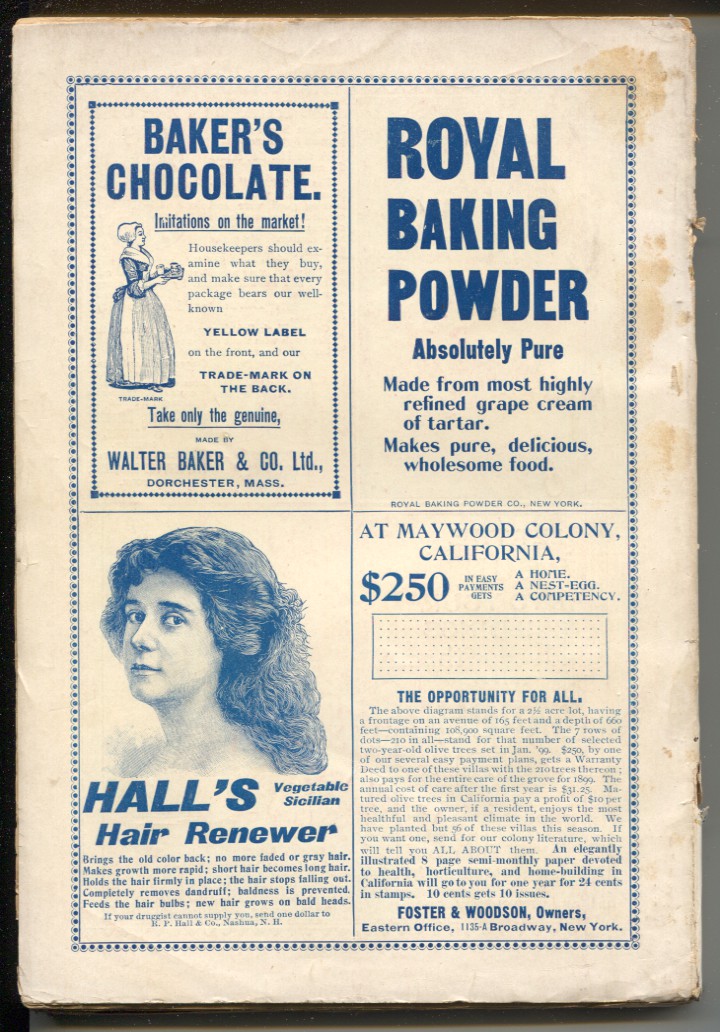 BAKER'S
CHOCOLATE.
Imitations on the market!
Housekeepers should ex-
amine what they buy,
and make sure that every
package bears our well-
known
YELLOW LABEL
on the front, and our
TRADE-MARK ON
THE BACK.
TRADE-MARK
Take only the genuine,
MADE BY
WALTER BAKER & CO. Ltd.,
DORCHESTER, MASS.
ROYAL
BAKING
POWDER
Absolutely Pure
Made from most highly
refined grape cream
of tartar.
Makes pure, delicious,
wholesome food.
ROYAL BAKING POWDER CO., NEW YORK.
HALL'S Vegetable
Sicilian
Hair Renewer
Brings the old color back; no more faded or gray hair.
Makes growth more rapid; short hair becomes long hair.
Holds the hair firmly in place; the hair stops falling out.
Completely removes dandruff; baldness is prevented.
Feeds the hair bulbs; new hair grows on bald heads.
If your druggist cannot supply you, send one dollar to
R. P. Hall & Co., Nashua, N. H.
AT MAYWOOD COLONY,
CALIFORNIA,
$250 IN EASY PAYMENTS GETS
A HOME.
A NEST-EGG.
A COMPETENCY.
THE OPPORTUNITY FOR ALL.
The above diagram stands for a 2½ acre lot, having
a frontage on an avenue of 165 feet and a depth of 660
feet—containing 108,900 square feet. The 7 rows of
dots—210 in all—stand for that number of selected
two-year-old olive trees set in Jan. '99. $250, by one
of our several easy payment plans, gets a Warranty
Deed to one of these villas with the 210 trees thereon;
also pays for the entire care of the grove for 1899. The
annual cost of care after the first year is $31.25. Ma-
tured olive trees in California pay a profit of $10 per
tree, and the owner, if a resident, enjoys the most
healthful and pleasant climate in the world. We
have planted but 56 of these villas this season. If
you want one, send for our colony literature, which
will tell you ALL ABOUT them. An elegantly
illustrated 8 page semi-monthly paper devoted
to health, horticulture, and home-building in
California will go to you for one year for 24 cents
in stamps. 10 cents gets 10 issues.
FOSTER & WOODSON, Owners,
Eastern Office, 1135-A Broadway, New York.